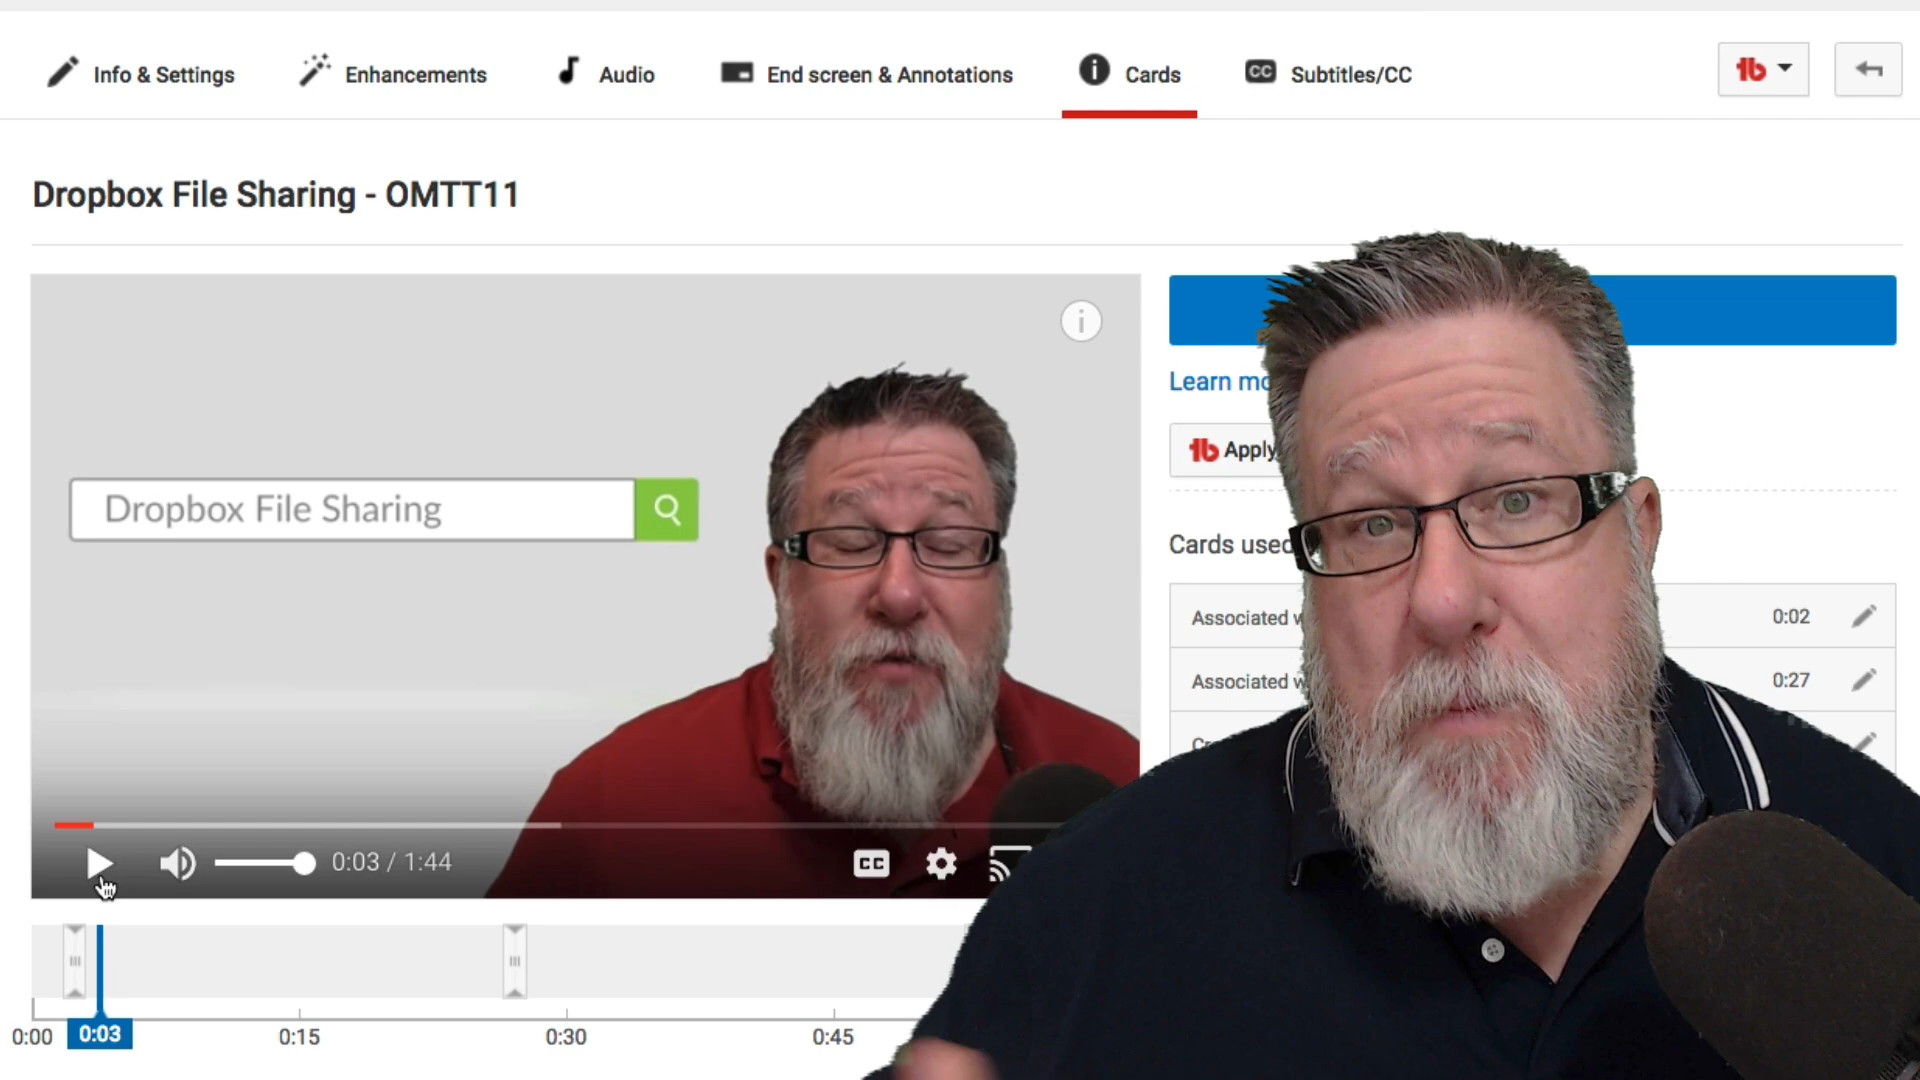 Info & Settings
Enhancements
Audio
End screen & Annotations
Cards
CC Subtitles/CC
Dropbox File Sharing - OMTT11
Dropbox File Sharing
0:03 / 1:44
CC
Learn
Apply
Cards used
Associated
0:02
Associated
0:27
0:00
0:03
0:15
0:30
0:45